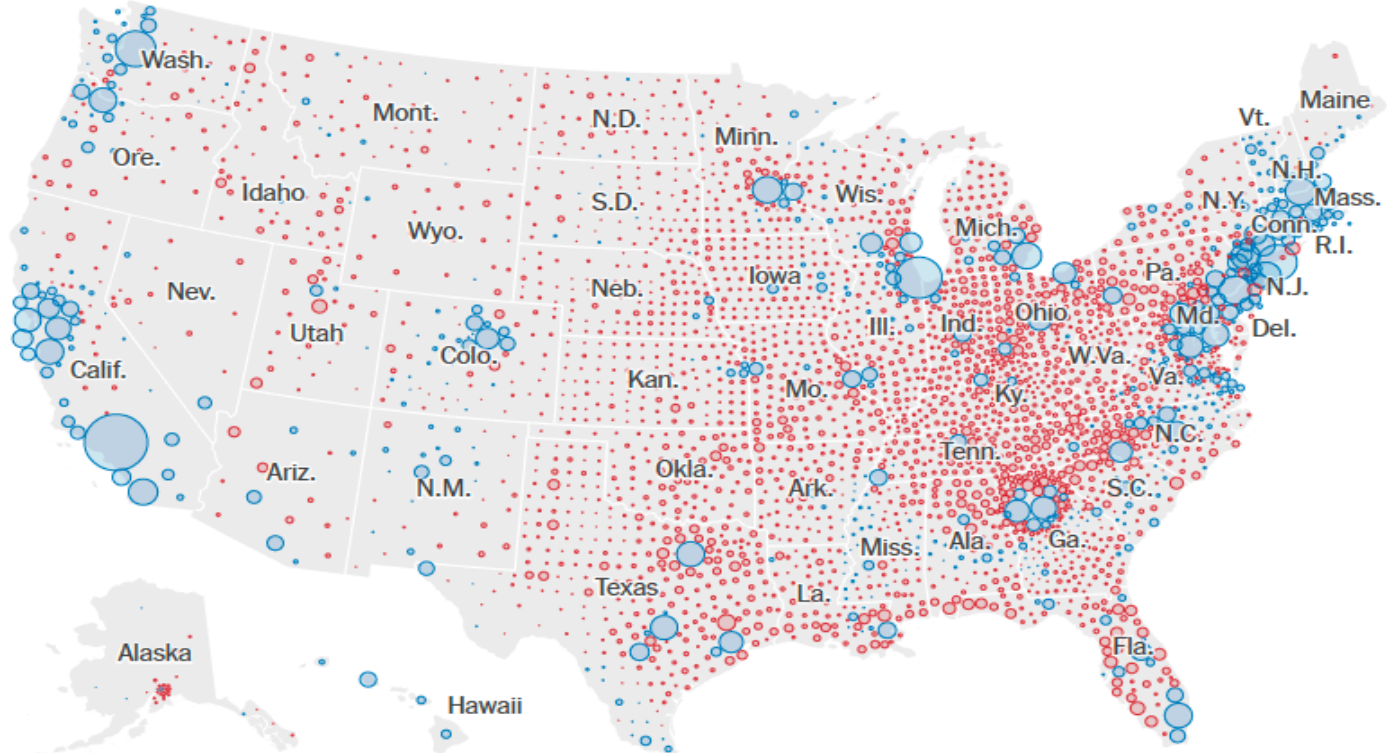 Wash.
Mont.
N.D.
Minn.
Maine
Vt.
Ore.
Idaho
S.D.
Wis.
N.H.
N.Y.
Mass.
Wyo.
Mich.
Conn.
R.I.
Nev.
Neb.
Iowa
Pa.
N.J.
Utah
Colo.
Ill.
Ind.
Ohio
Md.
Del.
Calif.
Kan.
Mo.
W.Va.
Ky.
Va.
Ariz.
N.M.
Okla.
Ark.
Tenn.
N.C.
S.C.
Miss.
Ala.
Ga.
Texas
La.
Fla.
Alaska
Hawaii